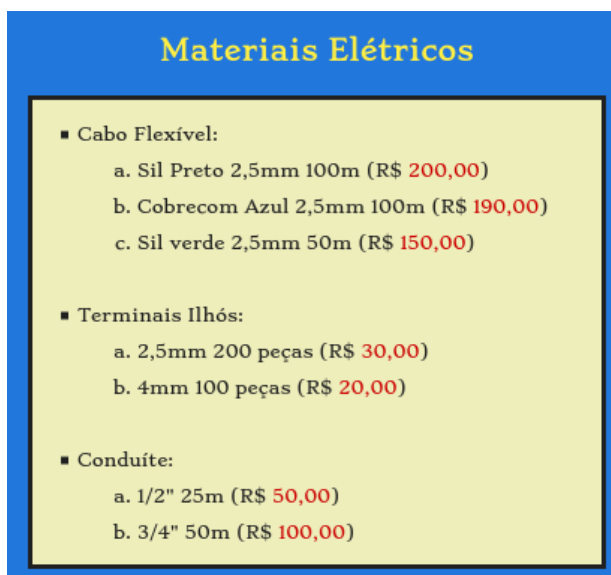 Materiais Elétricos
▪ Cabo Flexível:
a. Sil Preto 2,5mm 100m (R$ 200,00)
b. Cobrecom Azul 2,5mm 100m (R$ 190,00)
c. Sil verde 2,5mm 50m (R$ 150,00)
▪ Terminais Ilhós:
a. 2,5mm 200 peças (R$ 30,00)
b. 4mm 100 peças (R$ 20,00)
▪ Conduíte:
a. 1/2" 25m (R$ 50,00)
b. 3/4" 50m (R$ 100,00)